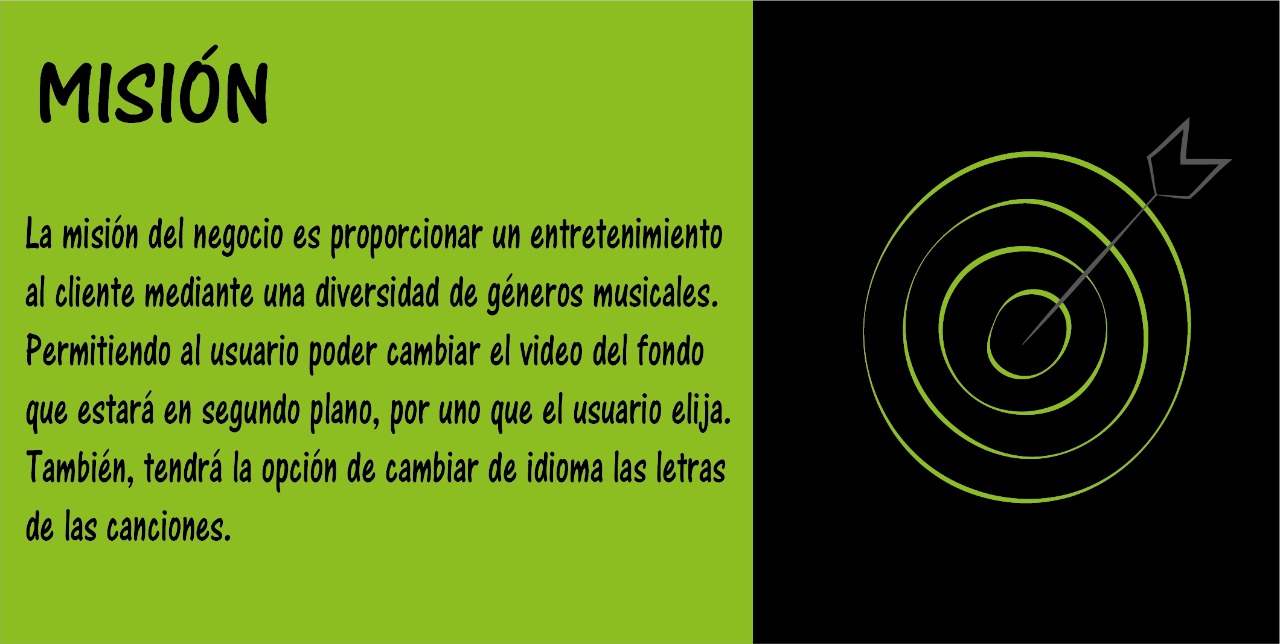 MISIÓN
La misión del negocio es proporcionar un entretenimiento
al cliente mediante una diversidad de géneros musicales.
Permitiendo al usuario poder cambiar el video del fondo
que estará en segundo plano, por uno que el usuario elija.
También, tendrá la opción de cambiar de idioma las letras
de las canciones.